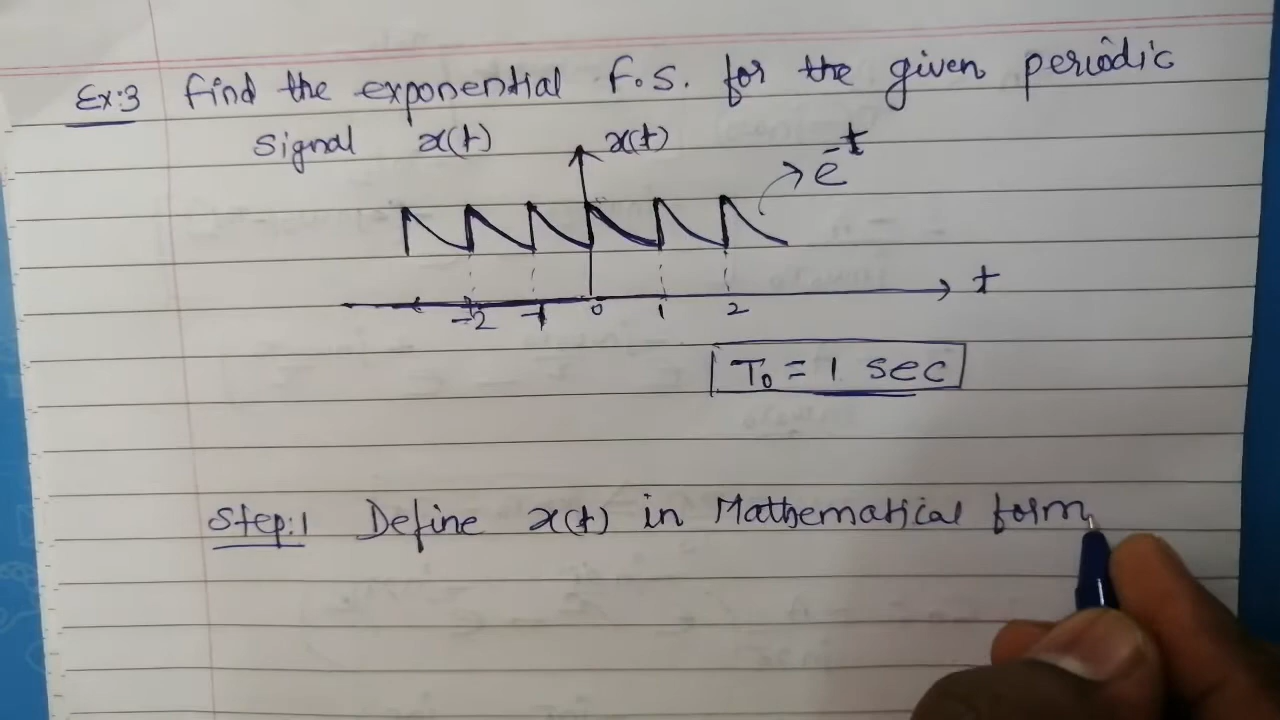 Ex:3 find the exponential F.S. for the given periodic
signal x(t)
x(t)
e^-t
t
-2 -1 0 1 2
T₀ = 1 sec
Step:1 Define x(t) in Mathematical form